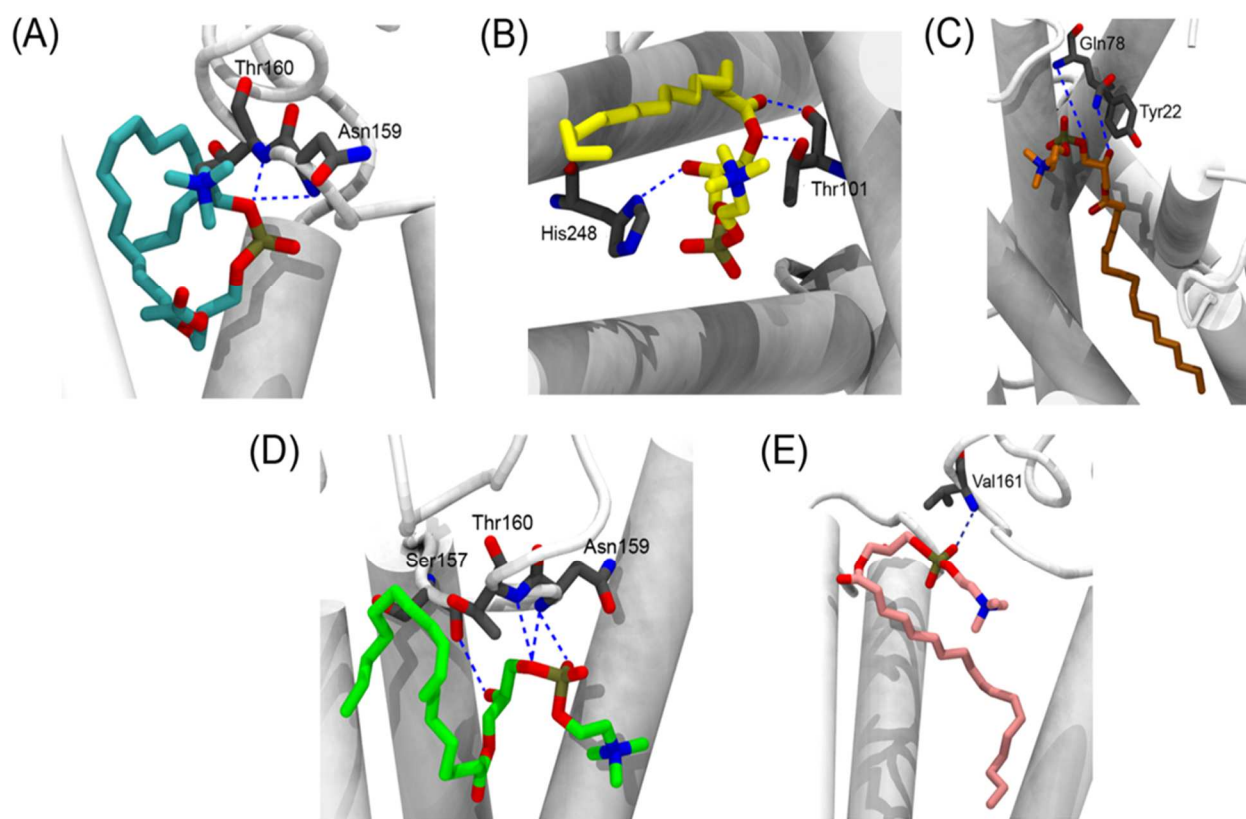 (A)
Thr160
Asn159
(B)
His248
Thr101
(C)
Gln78
Tyr22
(D)
Ser157
Thr160
Asn159
(E)
Val161